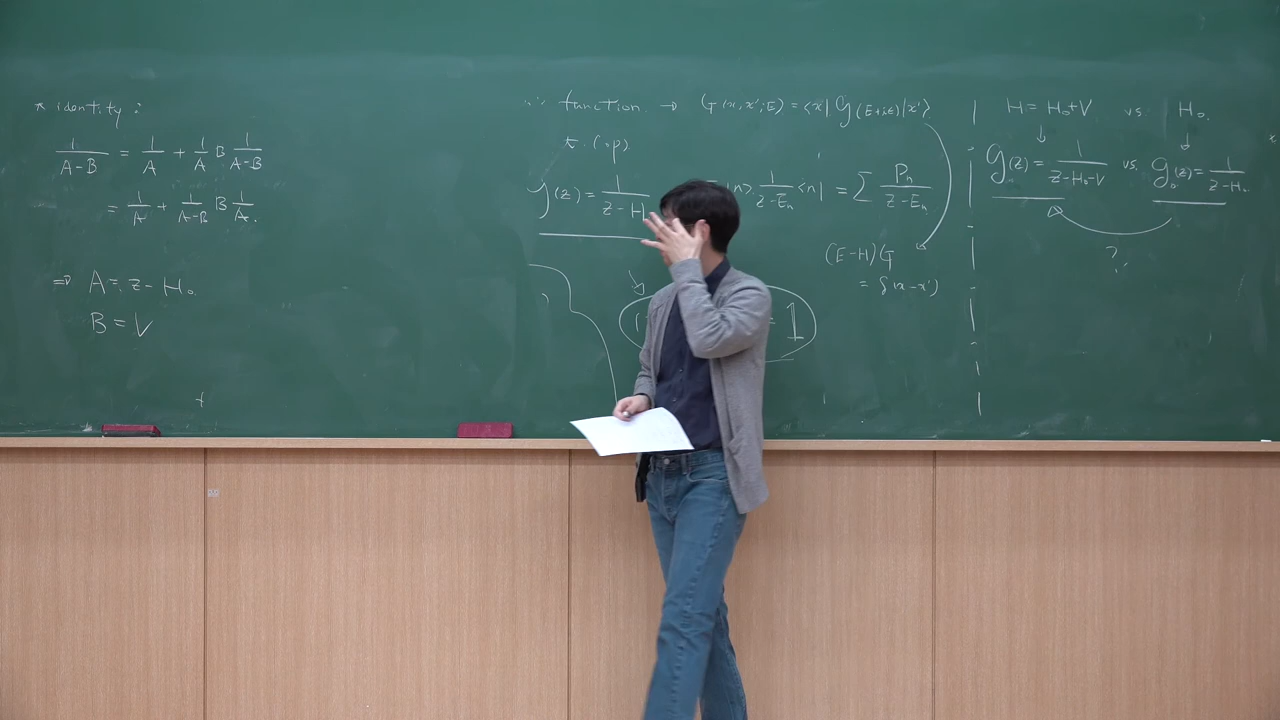 * identity :
1/(A-B) = 1/A + 1/A B 1/(A-B)
= 1/A + 1/(A-B) B 1/A.
⇒ A = z - H₀.
B = V
function. → G(x,x';E) = <x| g(E+iε) |x'>
g(z) = 1/(z-H
|n> 1/(z-Eₙ) <n| = Σ Pₙ/(z-Eₙ)
(E-H)G
= δ(x-x')
= 1
H = H₀+V vs H₀.
g(z) = 1/(z-H₀-V) vs. g₀(z) = 1/(z-H₀.
?